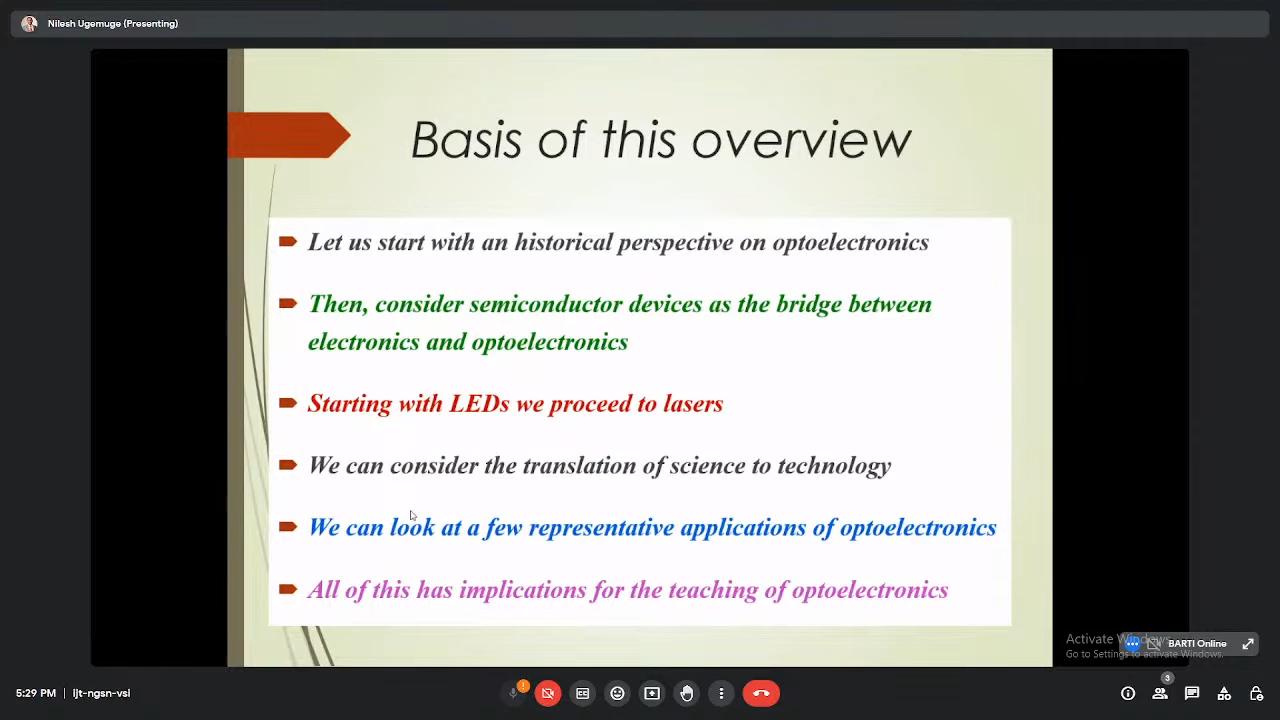 Nilesh Ugemuge (Presenting)
Basis of this overview
Let us start with an historical perspective on optoelectronics
Then, consider semiconductor devices as the bridge between
electronics and optoelectronics
Starting with LEDs we proceed to lasers
We can consider the translation of science to technology
We can look at a few representative applications of optoelectronics
All of this has implications for the teaching of optoelectronics
Activate Windows
Go to Settings to activate Windows.
BARTI Online
5:29 PM | ijt-ngsn-vsi
3